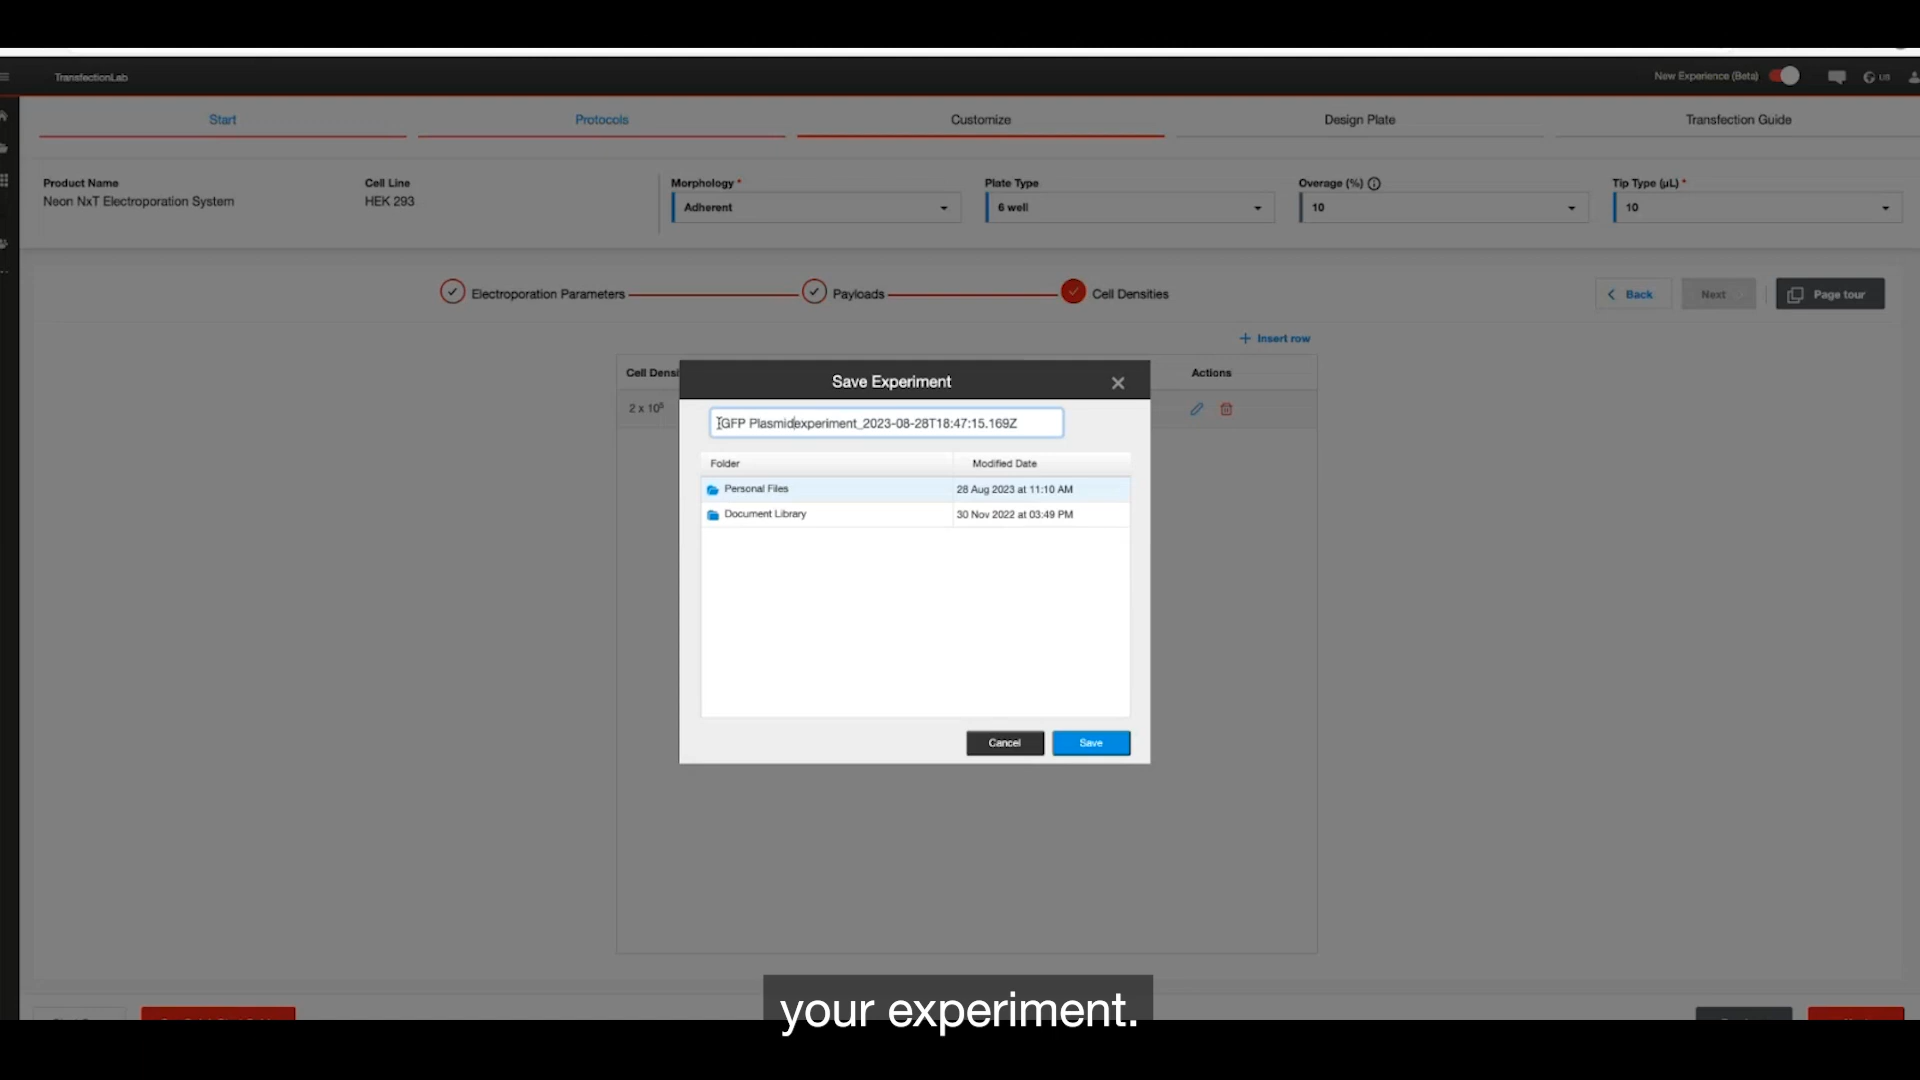 TransfectionLab
New Experience (Beta)
US
Start
Protocols
Customize
Design Plate
Transfection Guide
Product Name
Neon NxT Electroporation System
Cell Line
HEK 293
Morphology *
Adherent
Plate Type
6 well
Overage (%)
10
Tip Type (µL) *
10
Electroporation Parameters
Payloads
Cell Densities
Back
Next
Page tour
Insert row
Cell Densi
Actions
2 x 10⁵
Save Experiment
GFP Plasmidexperiment_2023-08-28T18:47:15.169Z
Folder
Modified Date
Personal Files
28 Aug 2023 at 11:10 AM
Document Library
30 Nov 2022 at 03:49 PM
Cancel
Save
your experiment.